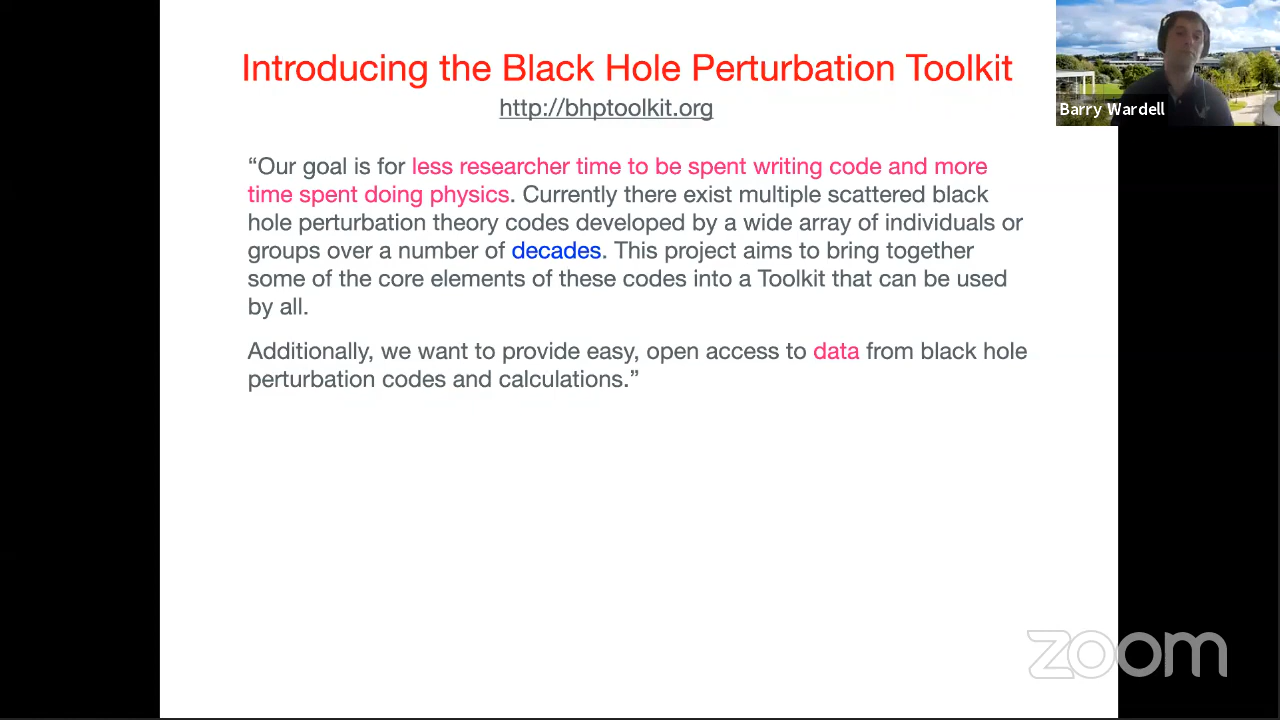 Introducing the Black Hole Perturbation Toolkit
http://bhptoolkit.org
Barry Wardell
“Our goal is for less researcher time to be spent writing code and more
time spent doing physics. Currently there exist multiple scattered black
hole perturbation theory codes developed by a wide array of individuals or
groups over a number of decades. This project aims to bring together
some of the core elements of these codes into a Toolkit that can be used
by all.
Additionally, we want to provide easy, open access to data from black hole
perturbation codes and calculations.”
zoom